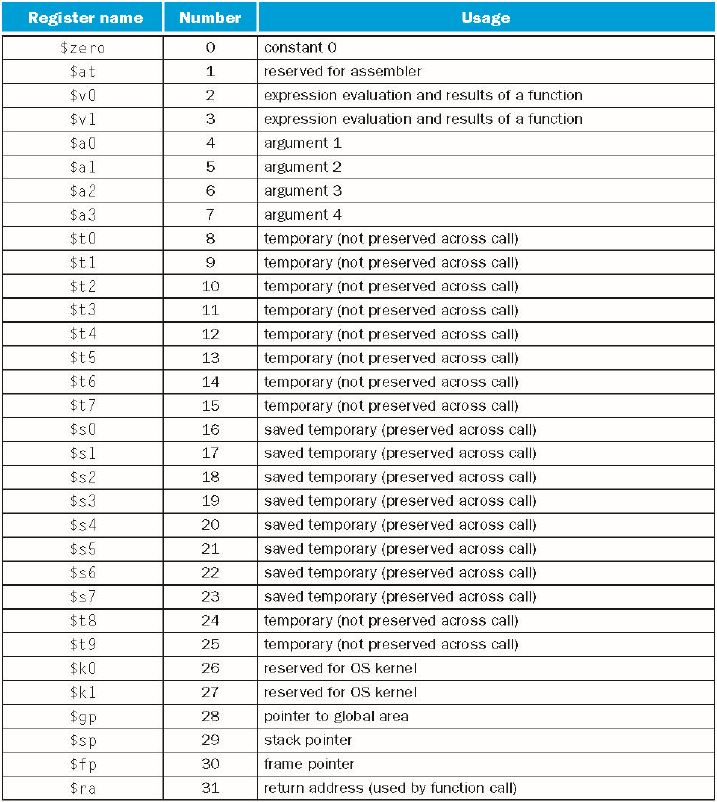 Register name Number Usage
$zero 0 constant 0
$at 1 reserved for assembler
$v0 2 expression evaluation and results of a function
$v1 3 expression evaluation and results of a function
$a0 4 argument 1
$a1 5 argument 2
$a2 6 argument 3
$a3 7 argument 4
$t0 8 temporary (not preserved across call)
$t1 9 temporary (not preserved across call)
$t2 10 temporary (not preserved across call)
$t3 11 temporary (not preserved across call)
$t4 12 temporary (not preserved across call)
$t5 13 temporary (not preserved across call)
$t6 14 temporary (not preserved across call)
$t7 15 temporary (not preserved across call)
$s0 16 saved temporary (preserved across call)
$s1 17 saved temporary (preserved across call)
$s2 18 saved temporary (preserved across call)
$s3 19 saved temporary (preserved across call)
$s4 20 saved temporary (preserved across call)
$s5 21 saved temporary (preserved across call)
$s6 22 saved temporary (preserved across call)
$s7 23 saved temporary (preserved across call)
$t8 24 temporary (not preserved across call)
$t9 25 temporary (not preserved across call)
$k0 26 reserved for OS kernel
$k1 27 reserved for OS kernel
$gp 28 pointer to global area
$sp 29 stack pointer
$fp 30 frame pointer
$ra 31 return address (used by function call)